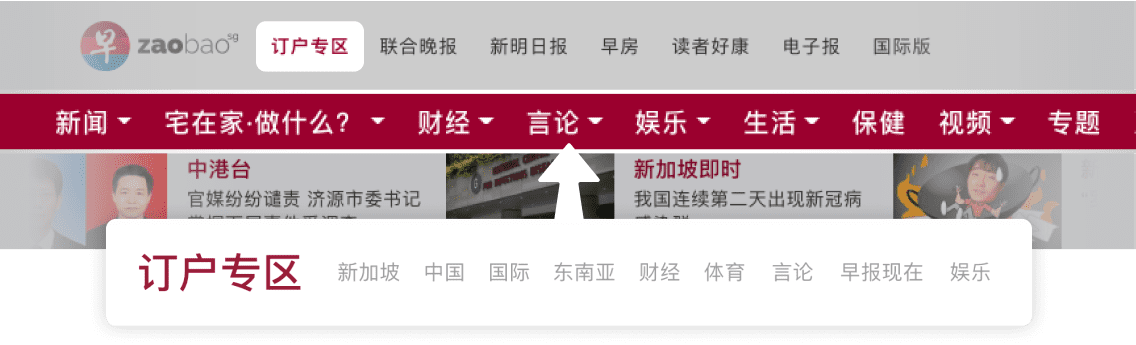 早 zaobao sg 订户专区 联合晚报 新明日报 早房 读者好康 电子报 国际版
新闻 宅在家·做什么？ 财经 言论 娱乐 生活 保健 视频 专题
中港台 新加坡即时
官媒纷纷谴责 济源市委书记 我国连续第二天出现新冠病
订户专区 新加坡 中国 国际 东南亚 财经 体育 言论 早报现在 娱乐